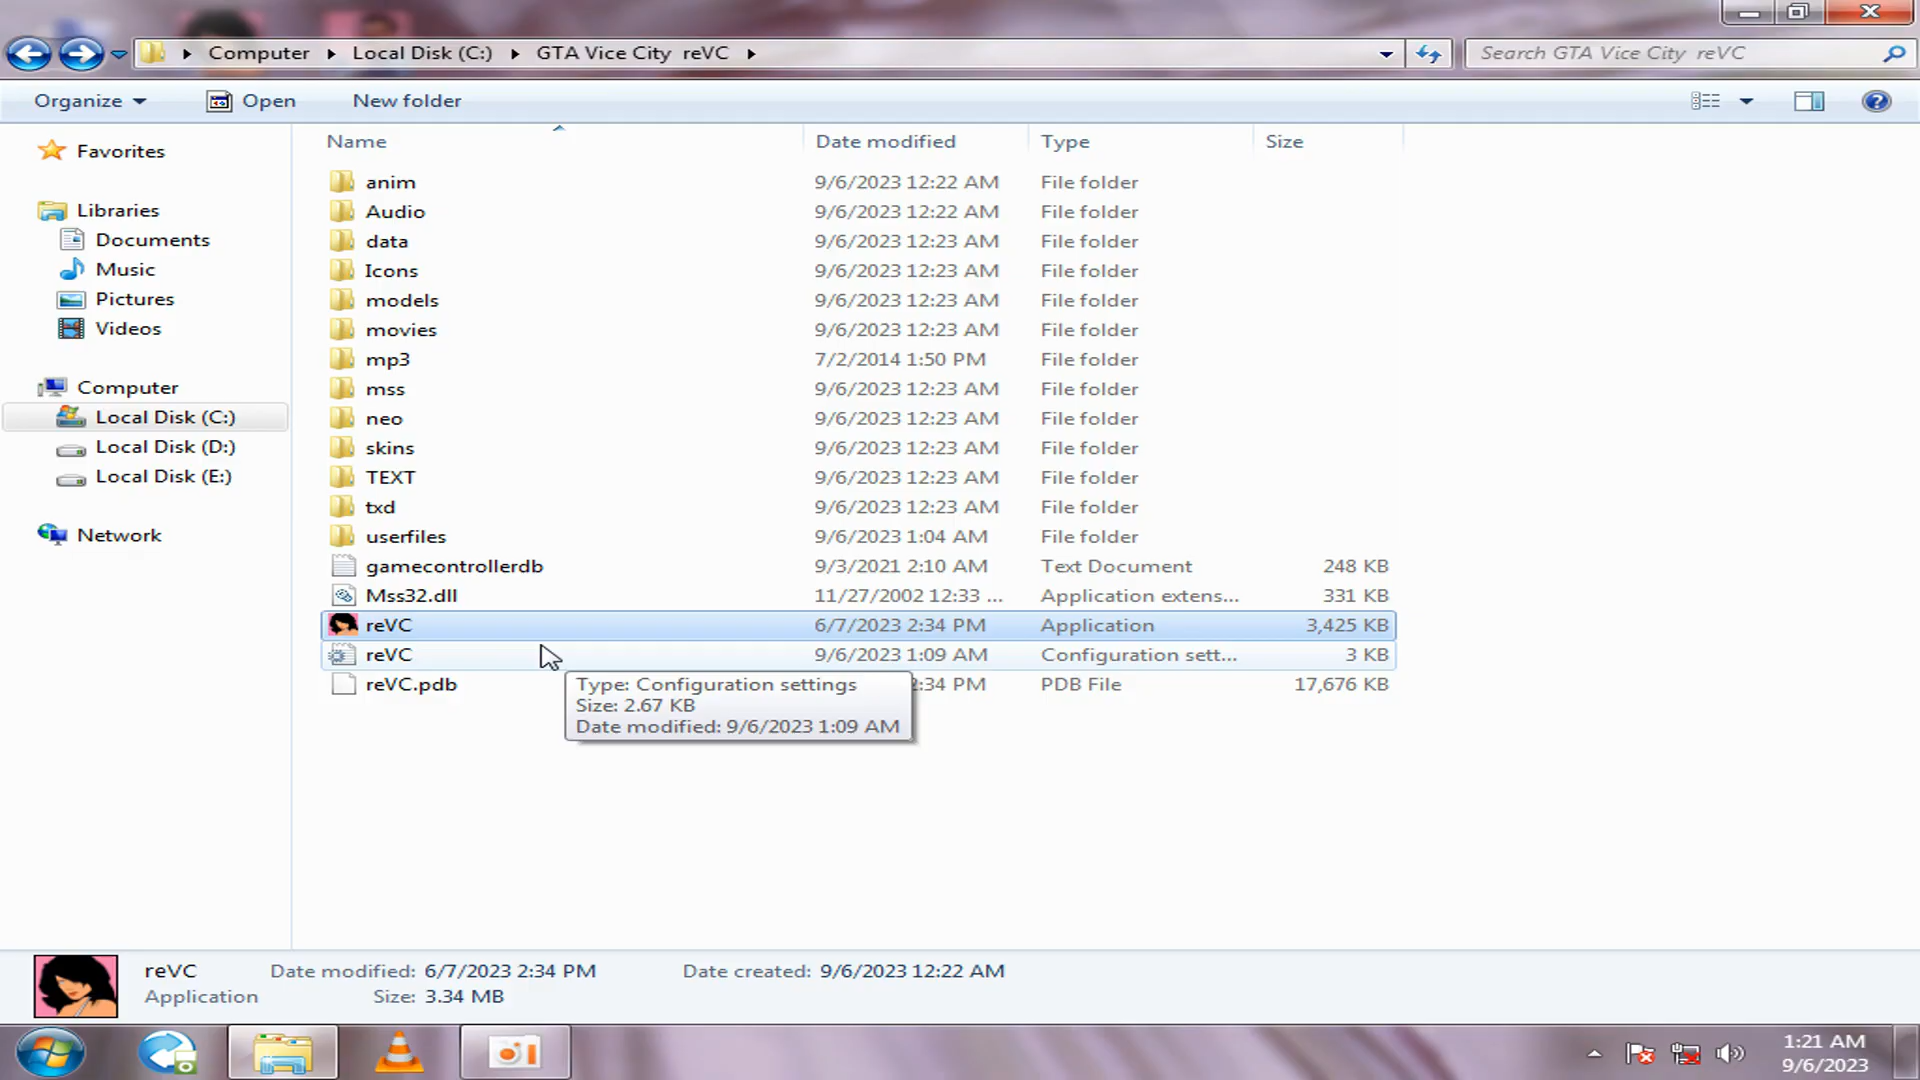 Computer Local Disk (C:) GTA Vice City reVC
Search GTA Vice City reVC
Organize Open New folder
Name Date modified Type Size
Favorites
Libraries
Documents
Music
Pictures
Videos
Computer
Local Disk (C:)
Local Disk (D:)
Local Disk (E:)
Network
anim 9/6/2023 12:22 AM File folder
Audio 9/6/2023 12:22 AM File folder
data 9/6/2023 12:23 AM File folder
Icons 9/6/2023 12:23 AM File folder
models 9/6/2023 12:23 AM File folder
movies 9/6/2023 12:23 AM File folder
mp3 7/2/2014 1:50 PM File folder
mss 9/6/2023 12:23 AM File folder
neo 9/6/2023 12:23 AM File folder
skins 9/6/2023 12:23 AM File folder
TEXT 9/6/2023 12:23 AM File folder
txd 9/6/2023 12:23 AM File folder
userfiles 9/6/2023 1:04 AM File folder
gamecontrollerdb 9/3/2021 2:10 AM Text Document 248 KB
Mss32.dll 11/27/2002 12:33 ... Application extens... 331 KB
reVC 6/7/2023 2:34 PM Application 3,425 KB
reVC 9/6/2023 1:09 AM Configuration sett... 3 KB
reVC.pdb :34 PM PDB File 17,676 KB
Type: Configuration settings
Size: 2.67 KB
Date modified: 9/6/2023 1:09 AM
reVC Date modified: 6/7/2023 2:34 PM Date created: 9/6/2023 12:22 AM
Application Size: 3.34 MB
1:21 AM
9/6/2023